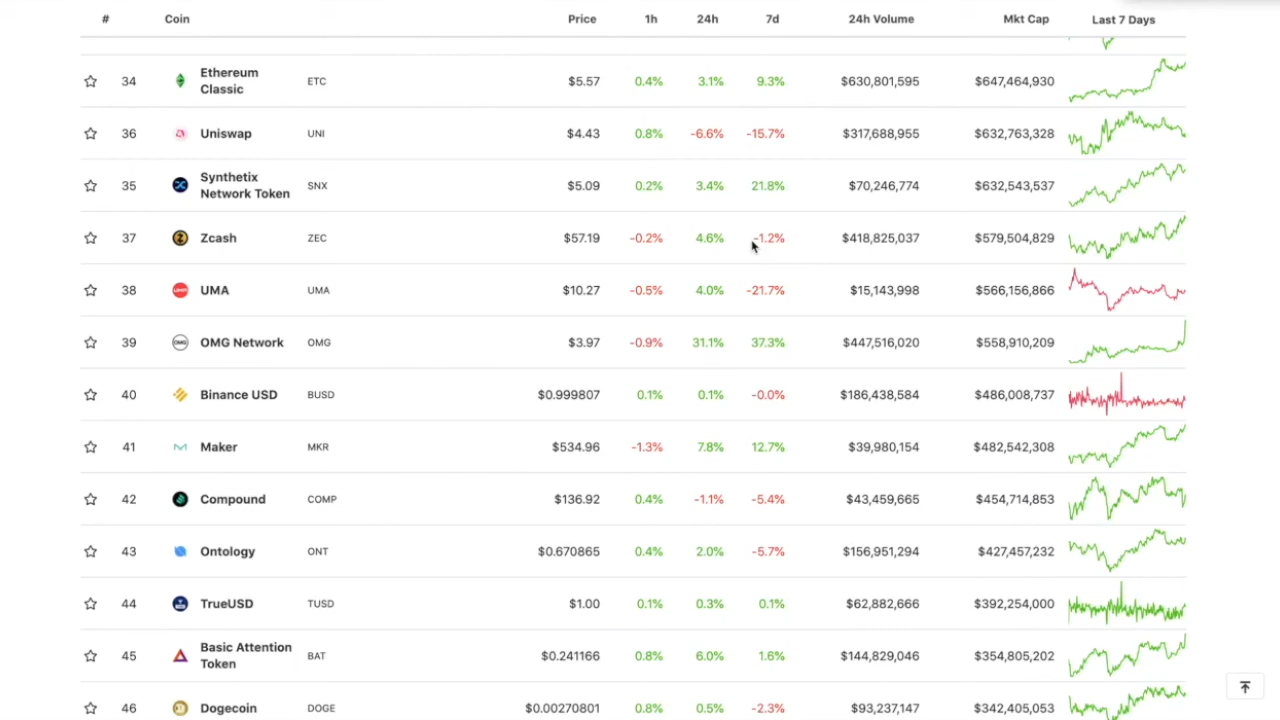 # Coin Price 1h 24h 7d 24h Volume Mkt Cap Last 7 Days
34 Ethereum Classic ETC $5.57 0.4% 3.1% 9.3% $630,801,595 $647,464,930
36 Uniswap UNI $4.43 0.8% -6.6% -15.7% $317,688,955 $632,763,328
35 Synthetix Network Token SNX $5.09 0.2% 3.4% 21.8% $70,246,774 $632,543,537
37 Zcash ZEC $57.19 -0.2% 4.6% -1.2% $418,825,037 $579,504,829
38 UMA UMA $10.27 -0.5% 4.0% -21.7% $15,143,998 $566,156,866
39 OMG Network OMG $3.97 -0.9% 31.1% 37.3% $447,516,020 $558,910,209
40 Binance USD BUSD $0.999807 0.1% 0.1% -0.0% $186,438,584 $486,008,737
41 Maker MKR $534.96 -1.3% 7.8% 12.7% $39,980,154 $482,542,308
42 Compound COMP $136.92 0.4% -1.1% -5.4% $43,459,665 $454,714,853
43 Ontology ONT $0.670865 0.4% 2.0% -5.7% $156,951,294 $427,457,232
44 TrueUSD TUSD $1.00 0.1% 0.3% 0.1% $62,882,666 $392,254,000
45 Basic Attention Token BAT $0.241166 0.8% 6.0% 1.6% $144,829,046 $354,805,202
46 Dogecoin DOGE $0.00270801 0.8% 0.5% -2.3% $93,237,147 $342,405,053